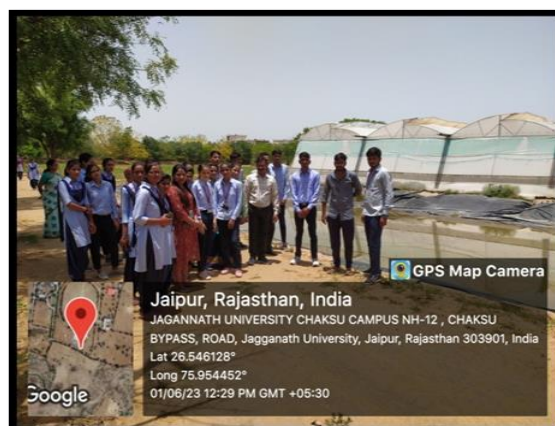 GPS Map Camera
Jaipur, Rajasthan, India
JAGANNATH UNIVERSITY CHAKSU CAMPUS NH-12 , CHAKSU
BYPASS, ROAD, Jagganath University, Jaipur, Rajasthan 303901, India
Lat 26.546128°
Long 75.954452°
01/06/23 12:29 PM GMT +05:30
Google